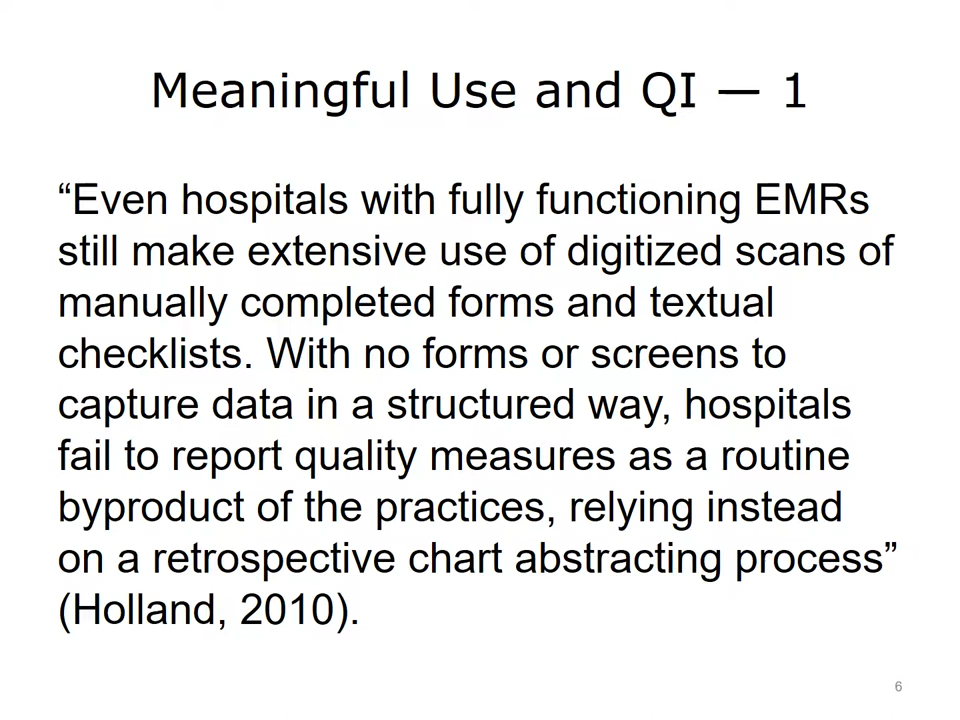 Meaningful Use and QI — 1
“Even hospitals with fully functioning EMRs
still make extensive use of digitized scans of
manually completed forms and textual
checklists. With no forms or screens to
capture data in a structured way, hospitals
fail to report quality measures as a routine
byproduct of the practices, relying instead
on a retrospective chart abstracting process”
(Holland, 2010).
6